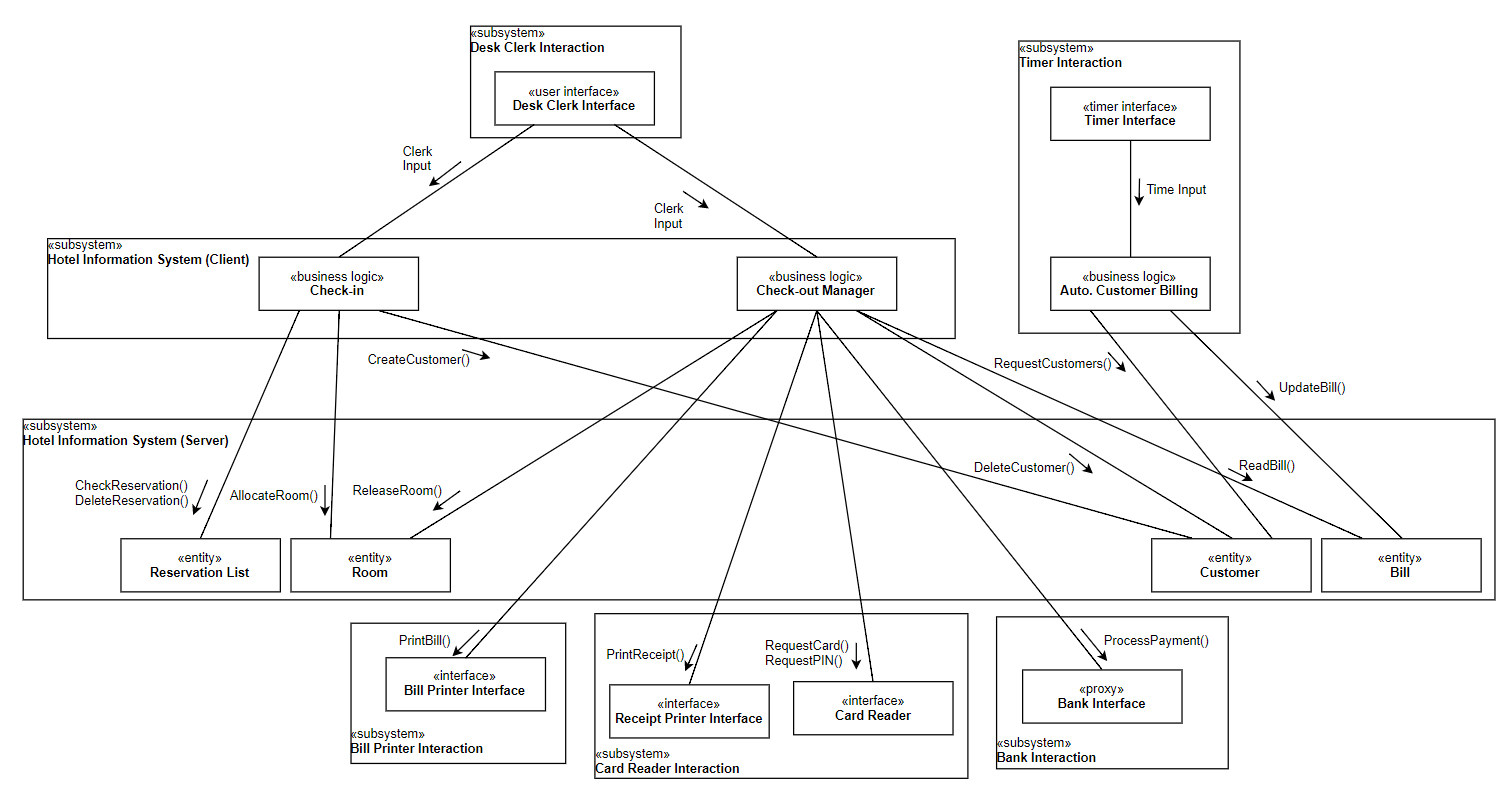 «subsystem»
Desk Clerk Interaction
«user interface»
Desk Clerk Interface
«subsystem»
Timer Interaction
«timer interface»
Timer Interface
Clerk
Input
Clerk
Input
Time Input
«subsystem»
Hotel Information System (Client)
«business logic»
Check-in
«business logic»
Check-out Manager
«business logic»
Auto. Customer Billing
CreateCustomer()
RequestCustomers()
UpdateBill()
«subsystem»
Hotel Information System (Server)
CheckReservation()
DeleteReservation()
AllocateRoom()
ReleaseRoom()
DeleteCustomer()
ReadBill()
«entity»
Reservation List
«entity»
Room
«entity»
Customer
«entity»
Bill
PrintBill()
«interface»
Bill Printer Interface
«subsystem»
Bill Printer Interaction
PrintReceipt()
RequestCard()
RequestPIN()
«interface»
Receipt Printer Interface
«interface»
Card Reader
«subsystem»
Card Reader Interaction
ProcessPayment()
«proxy»
Bank Interface
«subsystem»
Bank Interaction